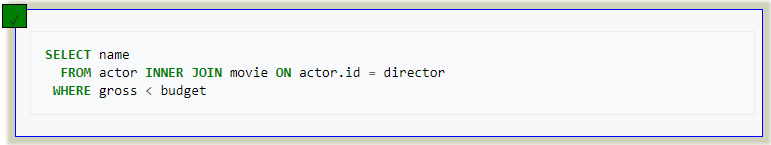 ✓
SELECT name
FROM actor INNER JOIN movie ON actor.id = director
WHERE gross < budget